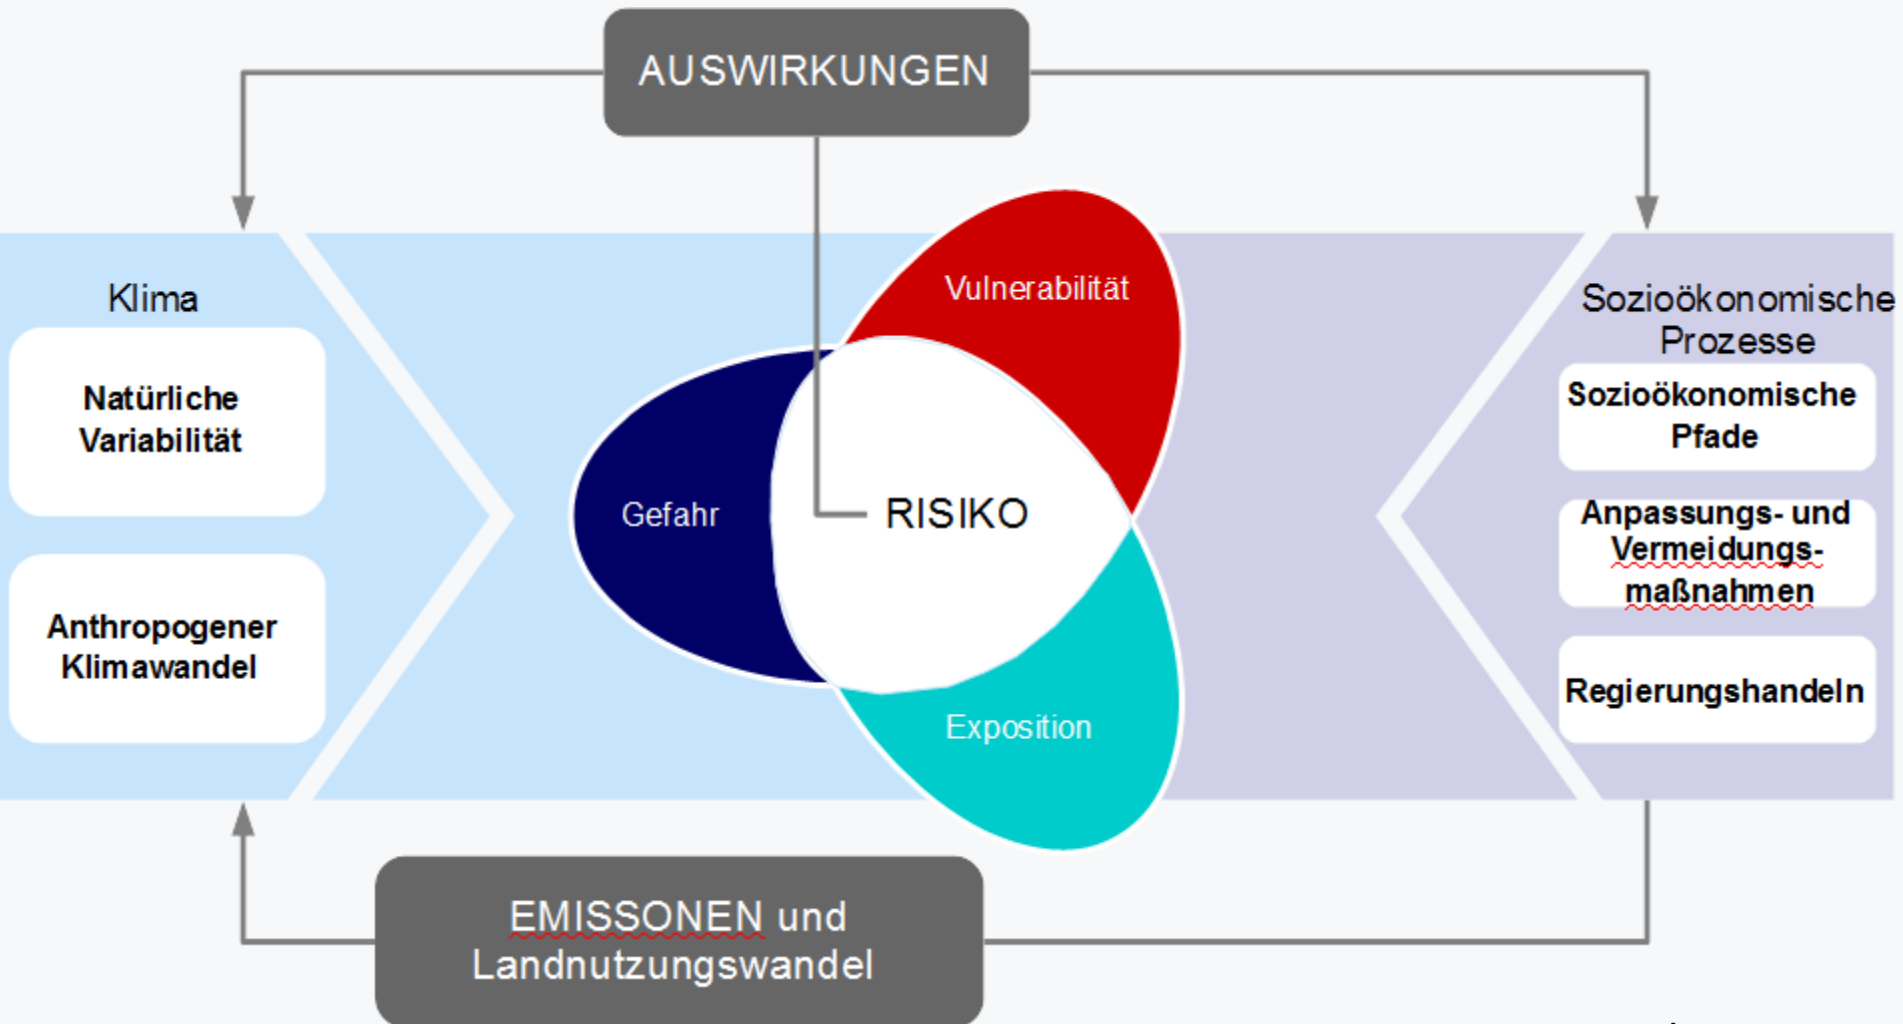 AUSWIRKUNGEN
Klima
Natürliche
Variabilität
Anthropogener
Klimawandel
Vulnerabilität
Gefahr
RISIKO
Exposition
Sozioökonomische
Prozesse
Sozioökonomische
Pfade
Anpassungs- und
Vermeidungs-
maßnahmen
Regierungshandeln
EMISSONEN und
Landnutzungswandel